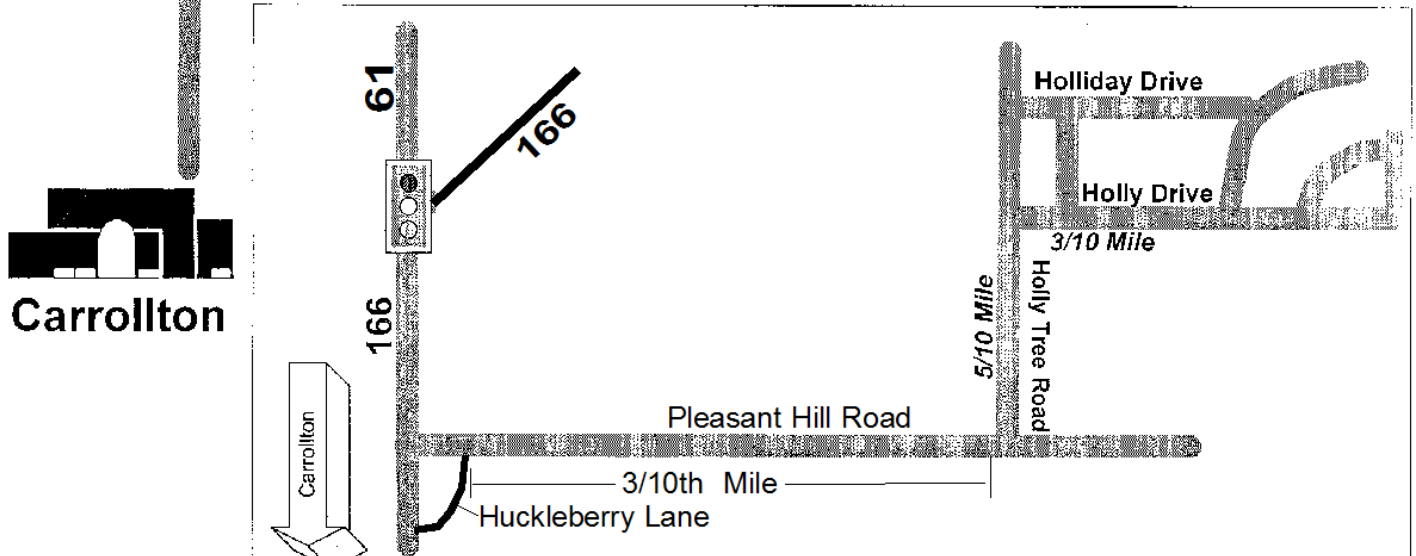 61
166
Holliday Drive
Holly Drive
3/10 Mile
Carrollton
166
5/10 Mile
Holly Tree Road
Carrollton
Pleasant Hill Road
3/10th Mile
Huckleberry Lane